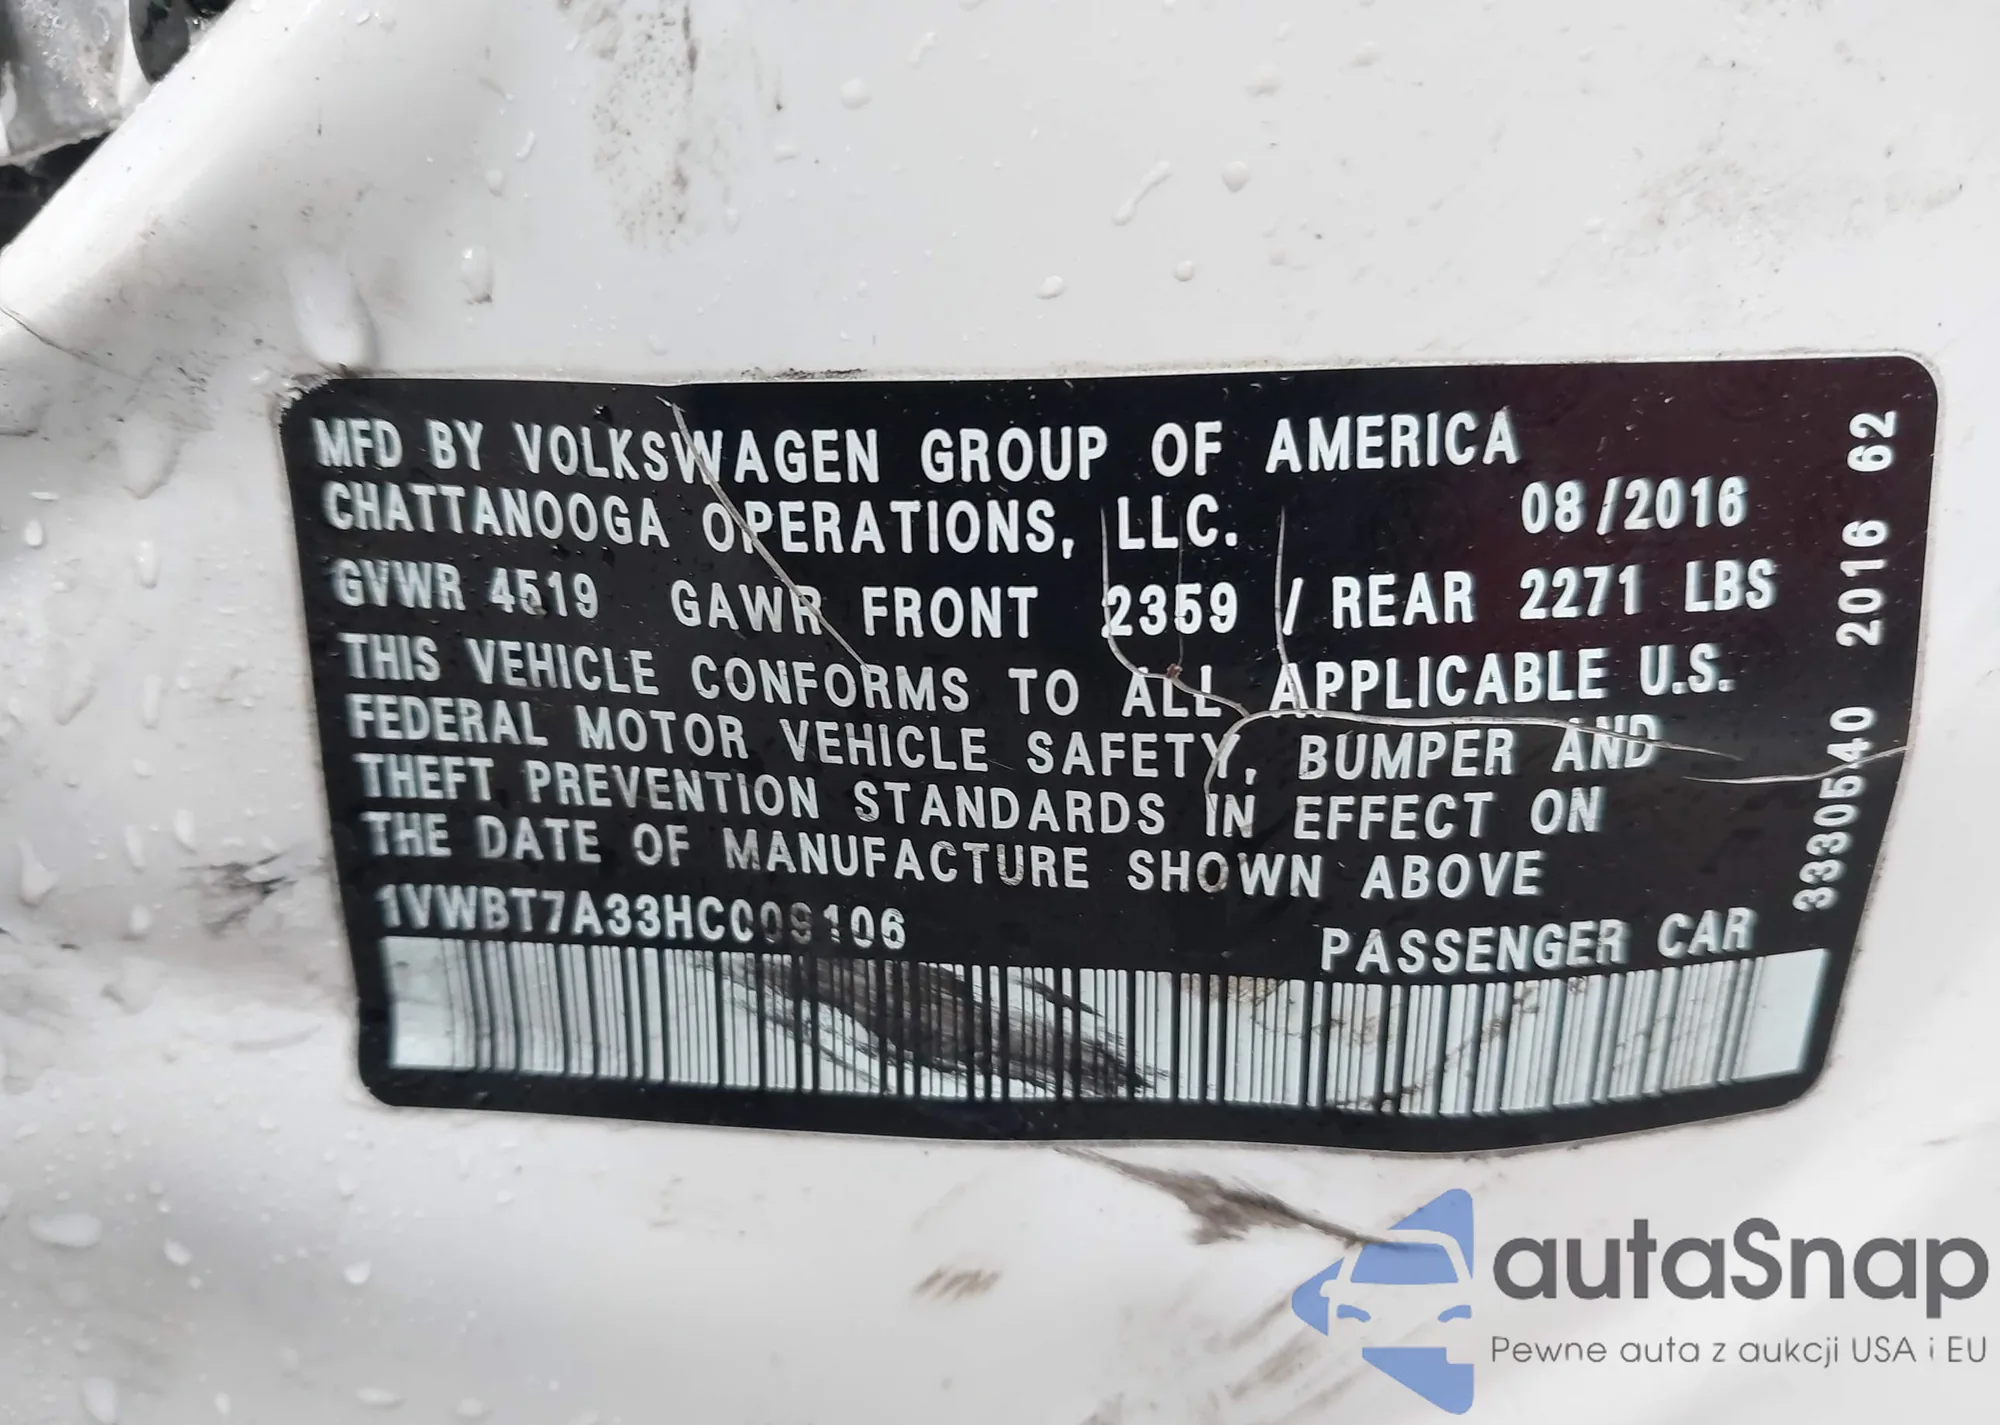 MFD BY VOLKSWAGEN GROUP OF AMERICA
CHATTANOOGA OPERATIONS, LLC. 08/2016
GVWR 4519 GAWR FRONT 2359 / REAR 2271 LBS
THIS VEHICLE CONFORMS TO ALL APPLICABLE U.S.
FEDERAL MOTOR VEHICLE SAFETY, BUMPER AND
THEFT PREVENTION STANDARDS IN EFFECT ON
THE DATE OF MANUFACTURE SHOWN ABOVE
1VWBT7A33HC009106
PASSENGER CAR
3330540 2016 62
autaSnap
Pewne auta z aukcji USA i EU